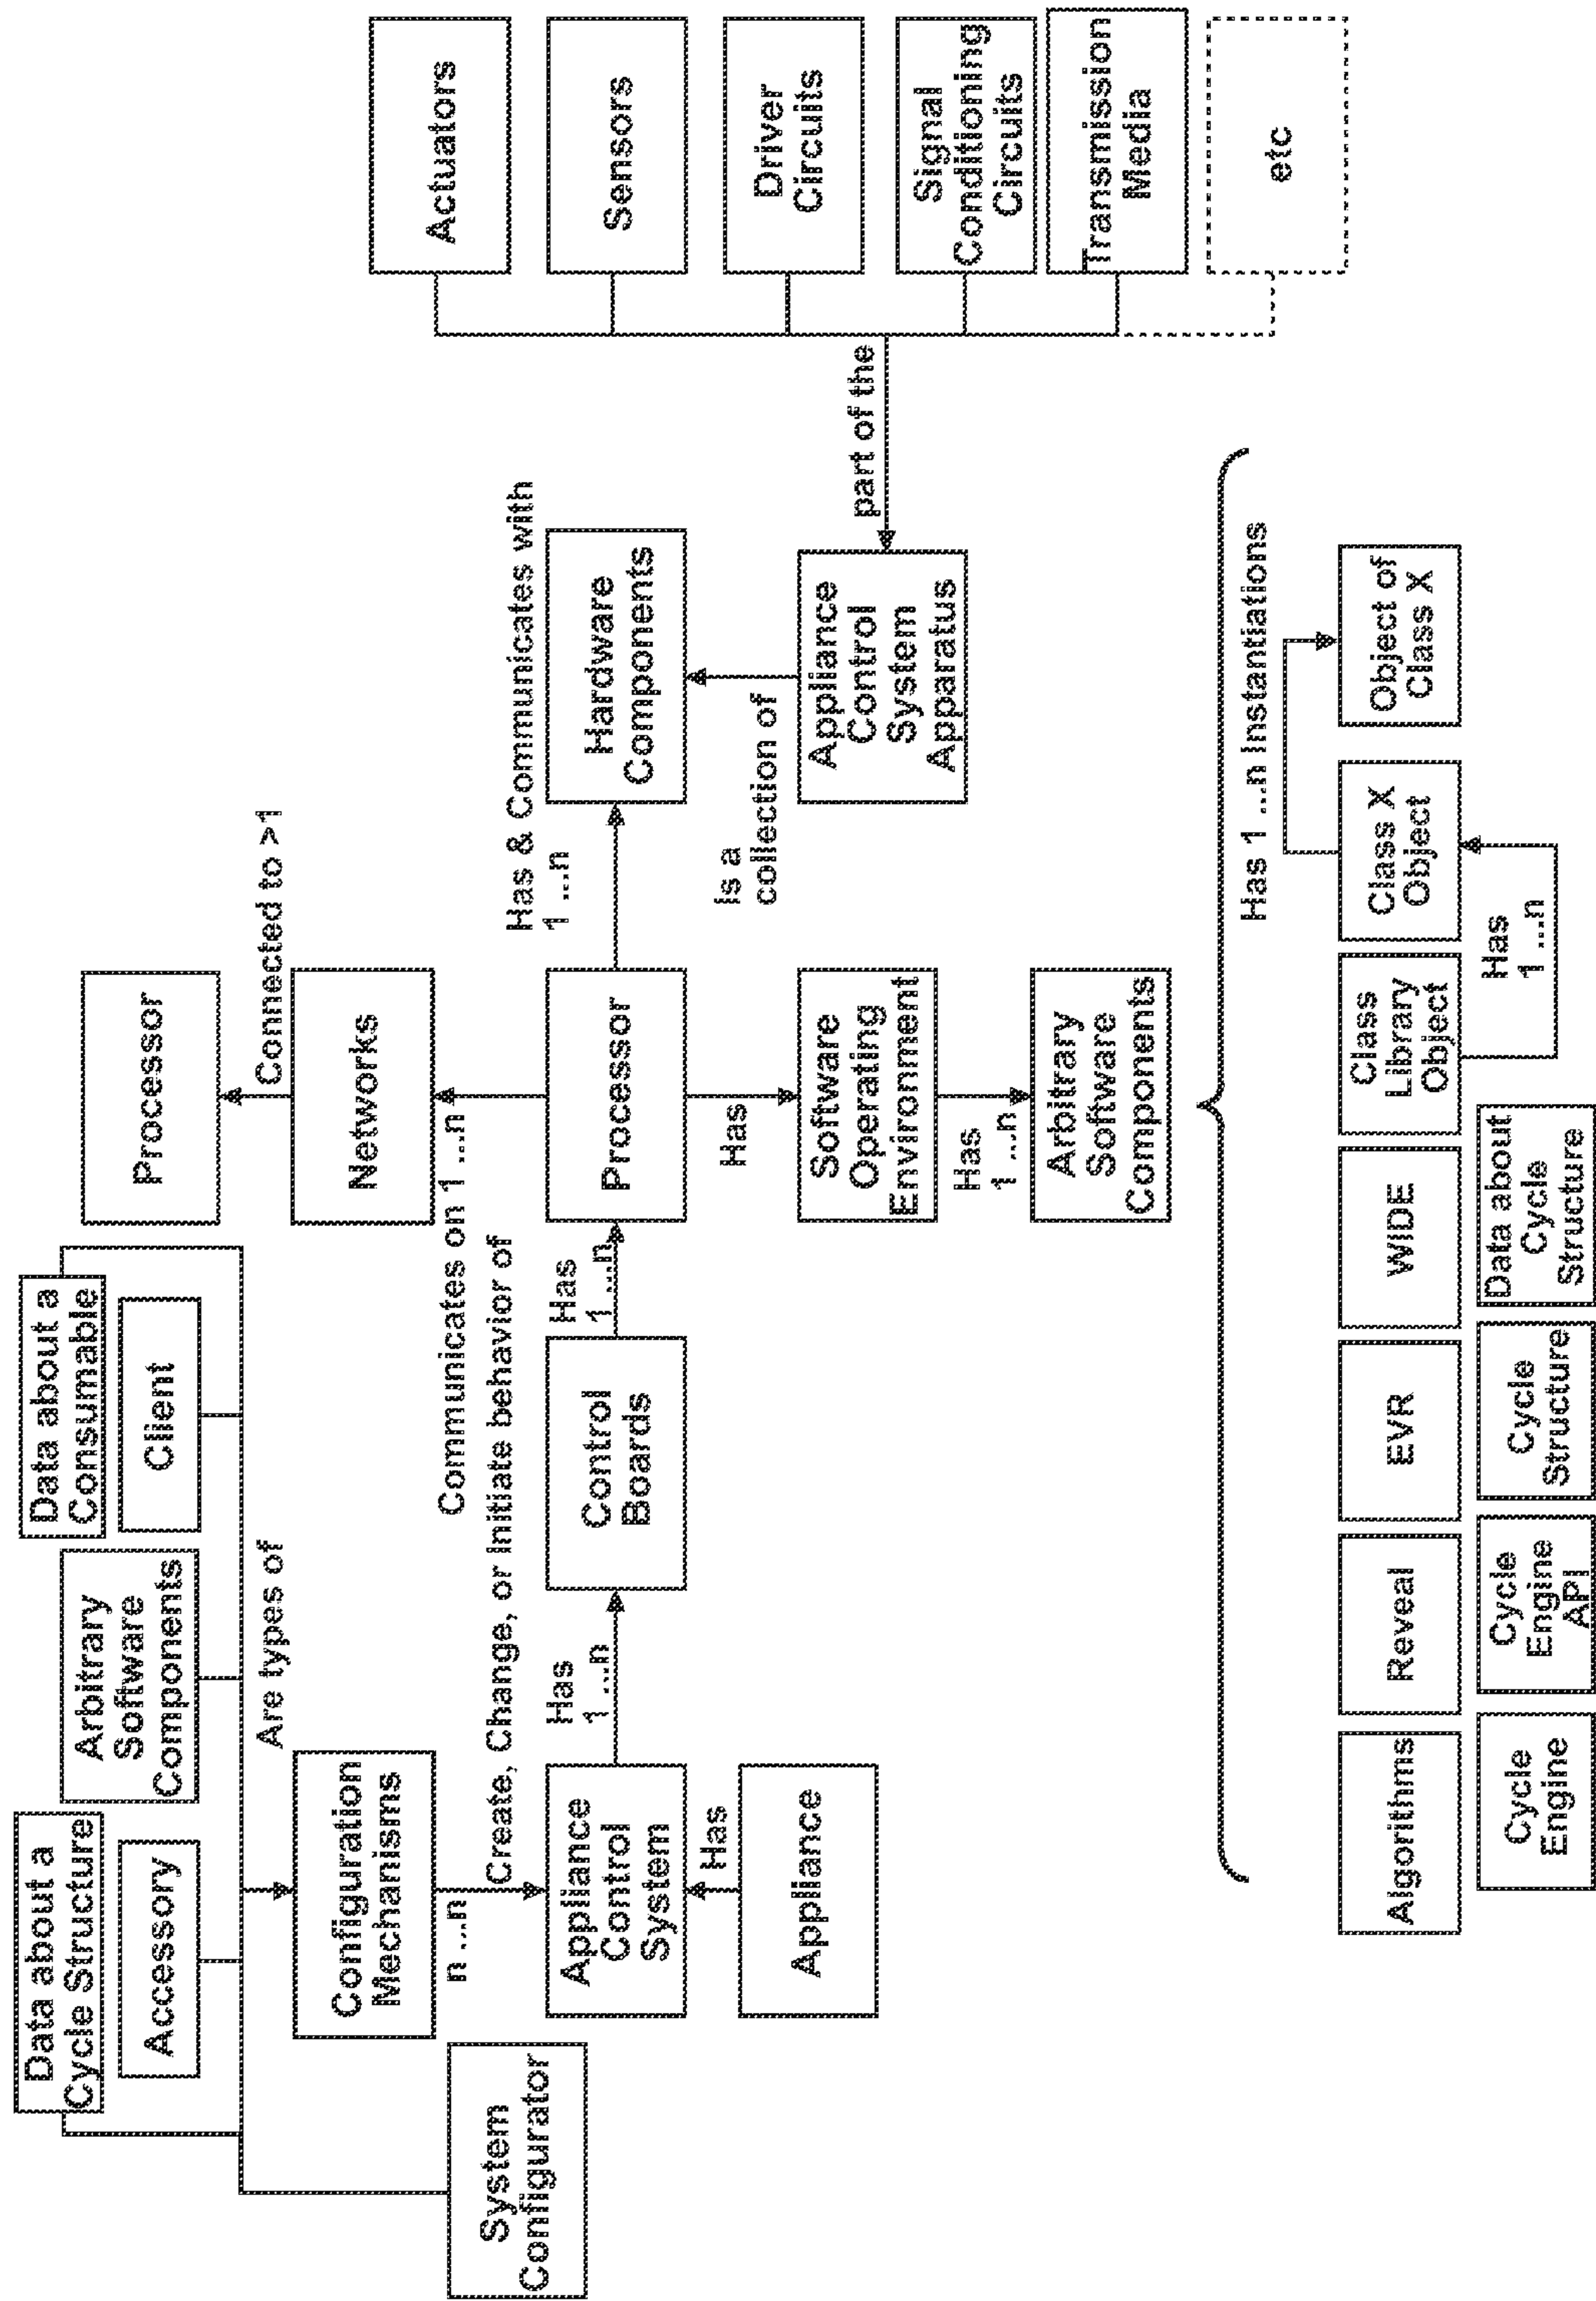 Data about a
Cycle Structure
Accessory
Arbitrary
Software
Components
Data about a
Consumable
Client
Are types of
System
Configurator
Configuration
Mechanisms
n ...n
Create, Change, or Initiate behavior of
Appliance
Control
System
Has
Appliance
Has
1 ...n
Control
Boards
Has
1 ...n
Processor
Communicates on 1 ...n
Networks
Connected to >1
Processor
Has & Communicates with
1 ...n
Hardware
Components
is a
collection of
Appliance
Control
System
Apparatus
part of the
Actuators
Sensors
Driver
Circuits
Signal
Conditioning
Circuits
Transmission
Media
etc
Has
Software
Operating
Environment
Has
1 ...n
Arbitrary
Software
Components
Has 1 ...n Instantiations
Algorithms
Reveal
EVR
WIDE
Class
Library
Object
Class X
Object
Object of
Class X
Has
1 ...n
Cycle
Engine
Cycle
Engine
API
Cycle
Structure
Data about
Cycle
Structure